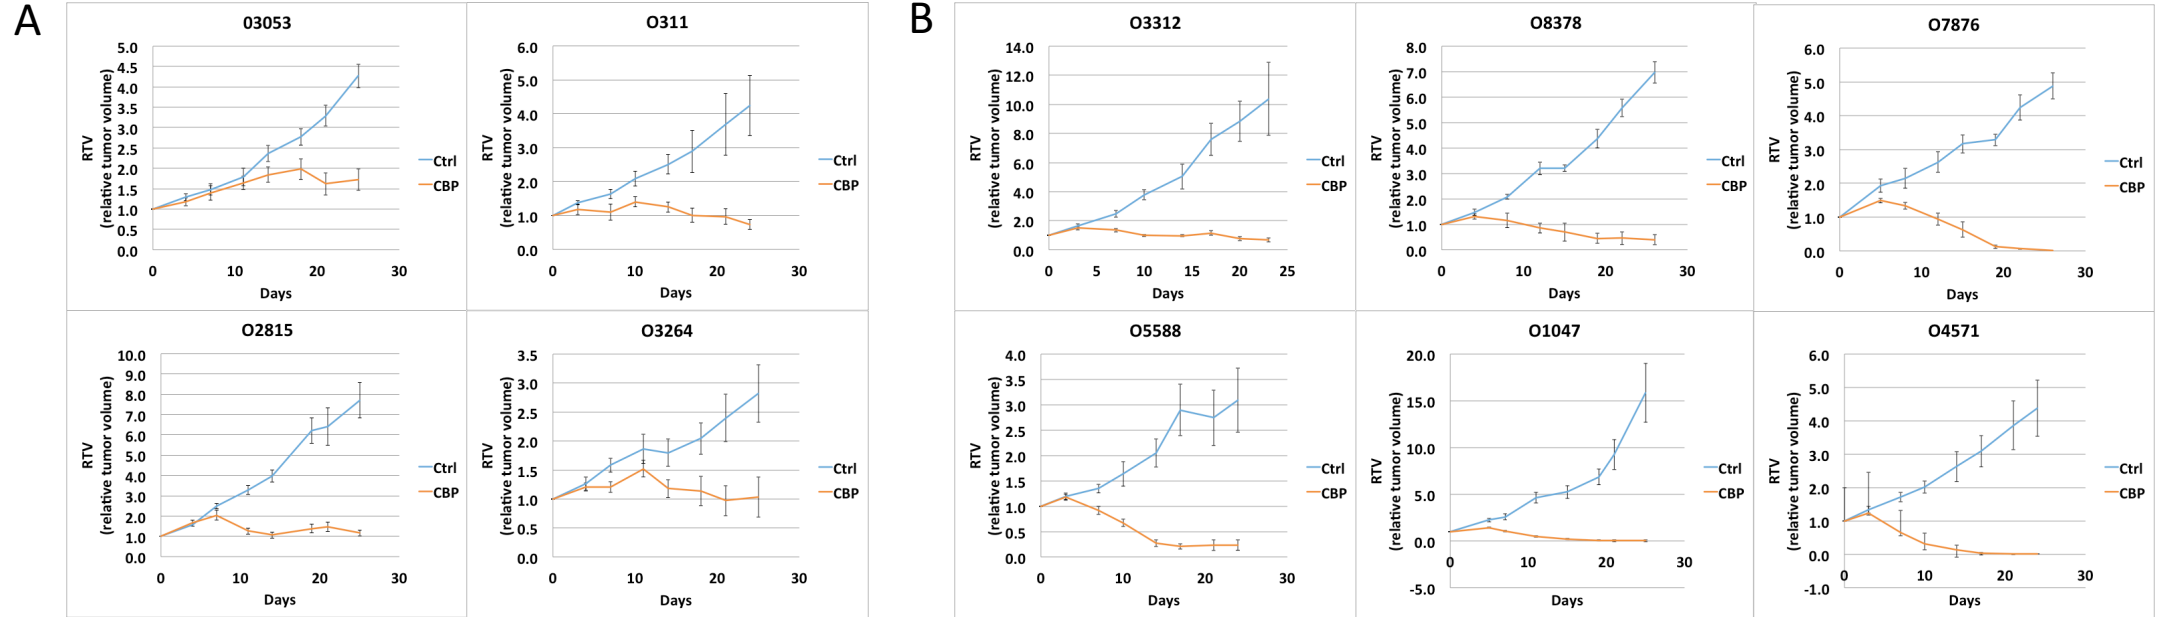 A
03053
RTV
(relative tumor volume)
5.0
4.5
4.0
3.5
3.0
2.5
2.0
1.5
1.0
0.5
0.0
0 10 20 30
Days
Ctrl
CBP
O311
RTV
(relative tumor volume)
6.0
5.0
4.0
3.0
2.0
1.0
0.0
0 10 20 30
Days
Ctrl
CBP
O2815
RTV
(relative tumor volume)
10.0
9.0
8.0
7.0
6.0
5.0
4.0
3.0
2.0
1.0
0.0
0 10 20 30
Days
Ctrl
CBP
O3264
RTV
(relative tumor volume)
3.5
3.0
2.5
2.0
1.5
1.0
0.5
0.0
0 10 20 30
Days
Ctrl
CBP
B
O3312
RTV
(relative tumor volume)
14.0
12.0
10.0
8.0
6.0
4.0
2.0
0.0
0 5 10 15 20 25
Days
Ctrl
CBP
O8378
RTV
(relative tumor volume)
8.0
7.0
6.0
5.0
4.0
3.0
2.0
1.0
0.0
0 10 20 30
Days
Ctrl
CBP
O7876
RTV
(relative tumor volume)
6.0
5.0
4.0
3.0
2.0
1.0
0.0
0 10 20 30
Days
Ctrl
CBP
O5588
RTV
(relative tumor volume)
4.0
3.5
3.0
2.5
2.0
1.5
1.0
0.5
0.0
0 10 20 30
Days
Ctrl
CBP
O1047
RTV
(relative tumor volume)
20.0
15.0
10.0
5.0
0.0
-5.0
0 10 20 30
Days
Ctrl
CBP
O4571
RTV
(relative tumor volume)
6.0
5.0
4.0
3.0
2.0
1.0
0.0
-1.0
0 10 20 30
Days
Ctrl
CBP